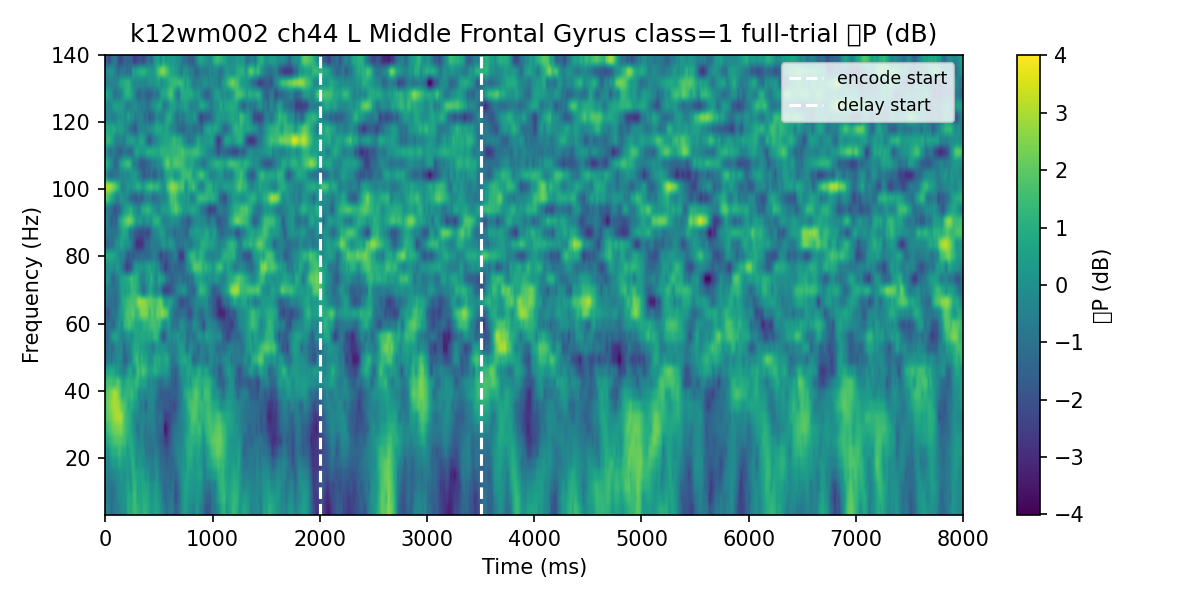 k12wm002 ch44 L Middle Frontal Gyrus class=1 full-trial ▯P (dB)
140
120
100
80
60
40
20
Frequency (Hz)
0 1000 2000 3000 4000 5000 6000 7000 8000
Time (ms)
encode start
delay start
4
3
2
1
0
−1
−2
−3
−4
▯P (dB)